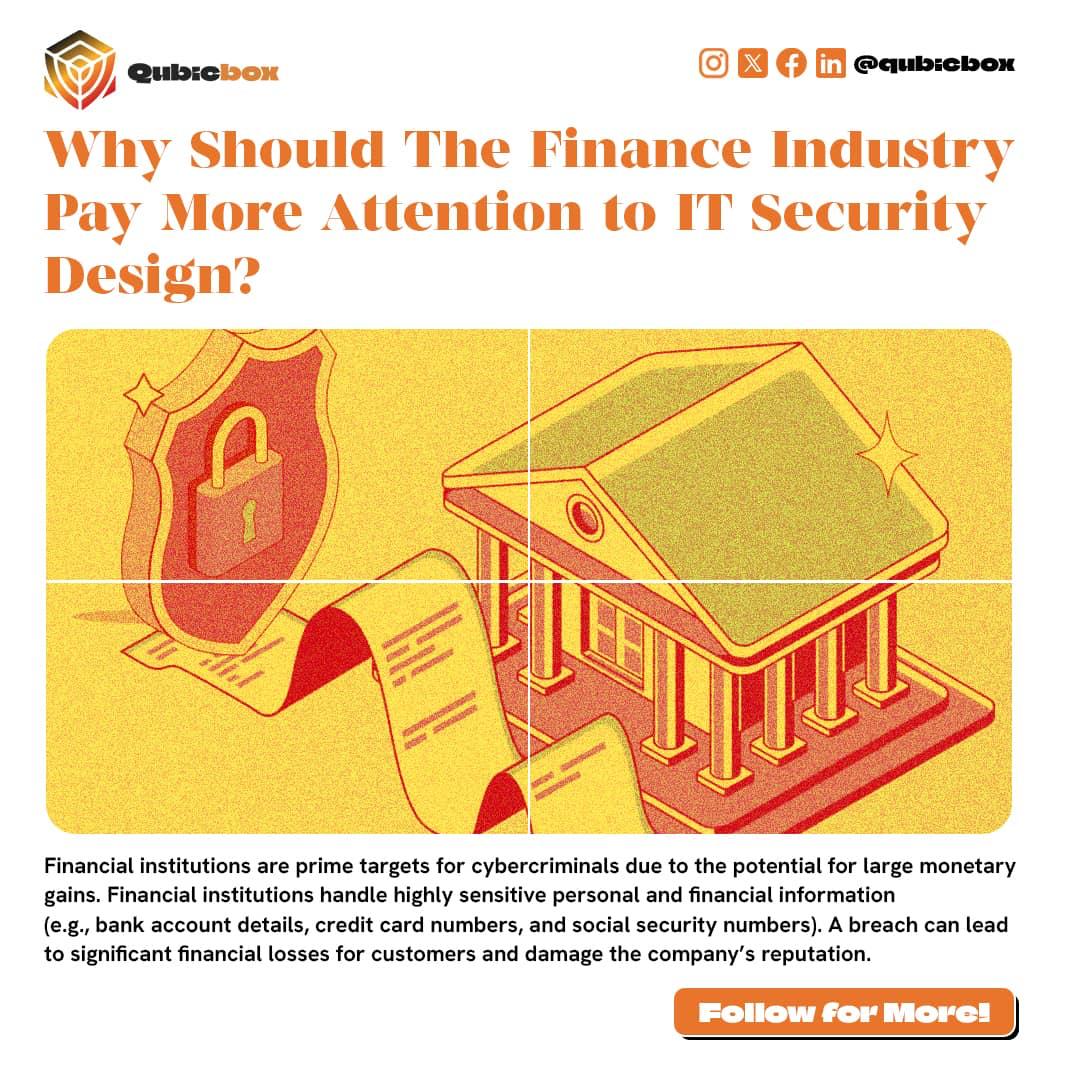 Qubicbox
@qubicbox
Why Should The Finance Industry
Pay More Attention to IT Security
Design?
Financial institutions are prime targets for cybercriminals due to the potential for large monetary
gains. Financial institutions handle highly sensitive personal and financial information
(e.g., bank account details, credit card numbers, and social security numbers). A breach can lead
to significant financial losses for customers and damage the company’s reputation.
Follow for More!